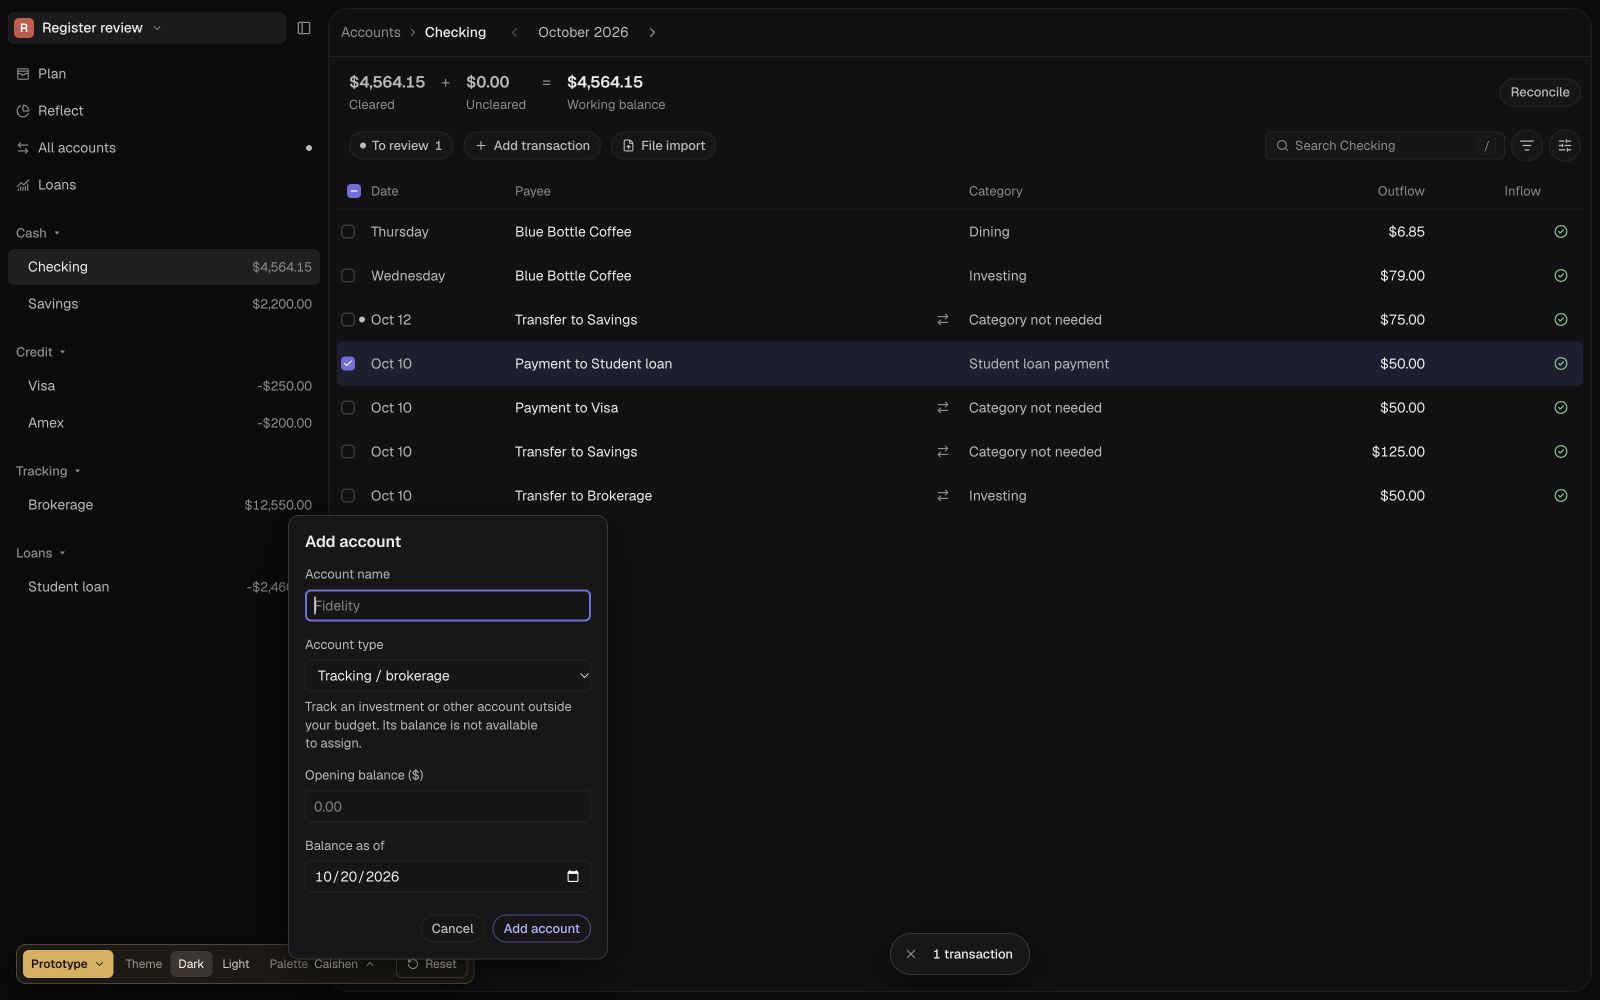 R Register review
Plan
Reflect
All accounts
Loans
Cash
Checking $4,564.15
Savings $2,200.00
Credit
Visa -$250.00
Amex -$200.00
Tracking
Brokerage $12,550.00
Loans
Student loan
Accounts Checking October 2026
$4,564.15 + $0.00 = $4,564.15
Cleared Uncleared Working balance
Reconcile
To review 1 Add transaction File import
Search Checking /
Date Payee Category Outflow Inflow
Thursday Blue Bottle Coffee Dining $6.85
Wednesday Blue Bottle Coffee Investing $79.00
Oct 12 Transfer to Savings Category not needed $75.00
Oct 10 Payment to Student loan Student loan payment $50.00
Oct 10 Payment to Visa Category not needed $50.00
Oct 10 Transfer to Savings Category not needed $125.00
Oct 10 Transfer to Brokerage Investing $50.00
Add account
Account name
Fidelity
Account type
Tracking / brokerage
Track an investment or other account outside
your budget. Its balance is not available
to assign.
Opening balance ($)
0.00
Balance as of
10/20/2026
Cancel Add account
Prototype Theme Dark Light Palette Caishen Reset
1 transaction